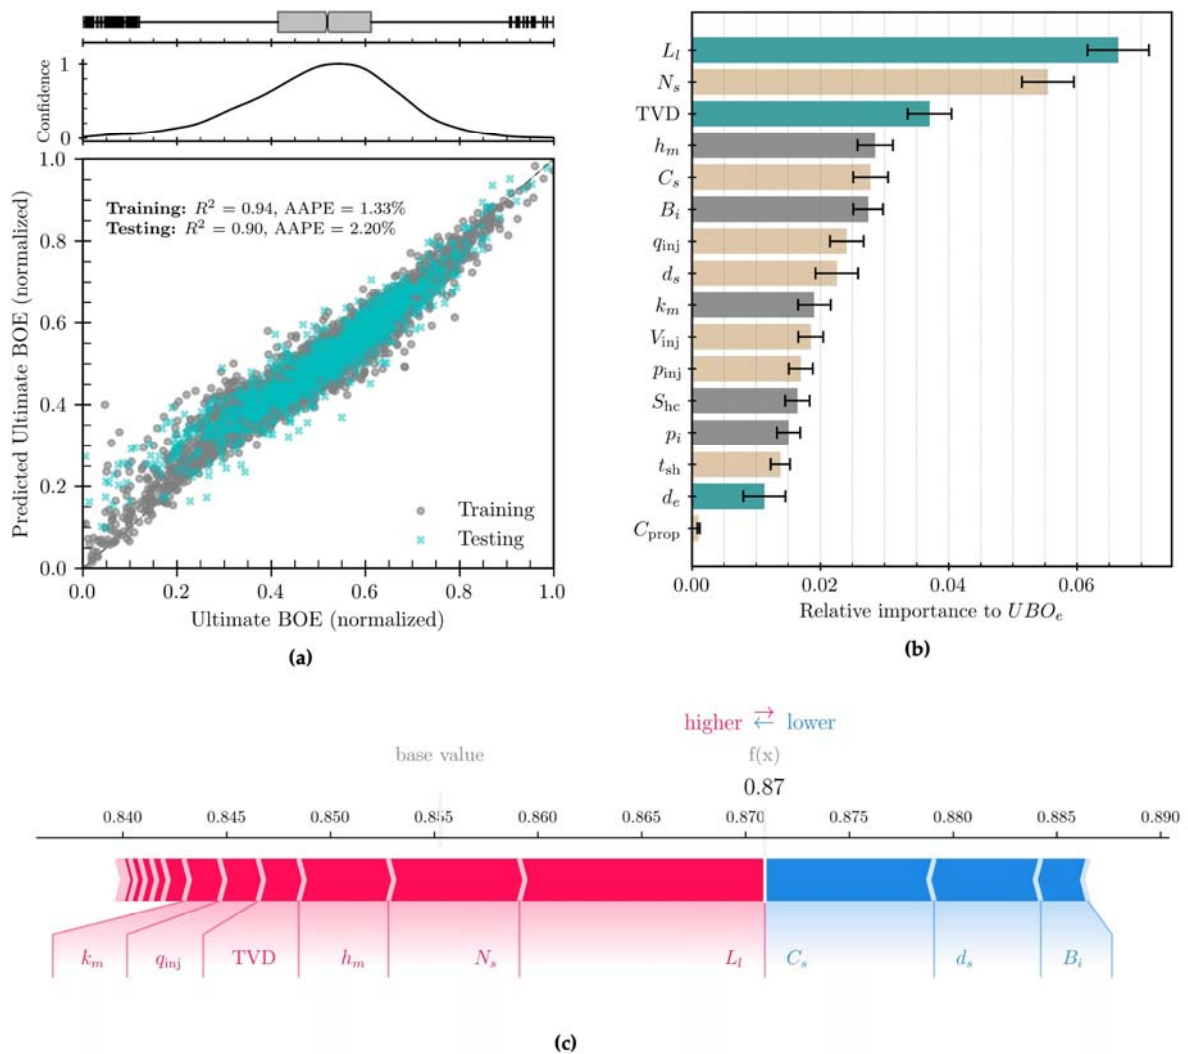 Confidence
1
0
1.0
0.8
0.6
0.4
0.2
0.0
Predicted Ultimate BOE (normalized)
Training: R² = 0.94, AAPE = 1.33%
Testing: R² = 0.90, AAPE = 2.20%
Training
Testing
0.0 0.2 0.4 0.6 0.8 1.0
Ultimate BOE (normalized)
(a)
L_l
N_s
TVD
h_m
C_s
B_i
q_inj
d_s
k_m
V_inj
p_inj
S_hc
p_i
t_sh
d_e
C_prop
0.00 0.02 0.04 0.06
Relative importance to UBO_e
(b)
higher → ← lower
base value f(x)
0.87
0.840 0.845 0.850 0.855 0.860 0.865 0.870 0.875 0.880 0.885 0.890
k_m q_inj TVD h_m N_s L_l C_s d_s B_i
(c)